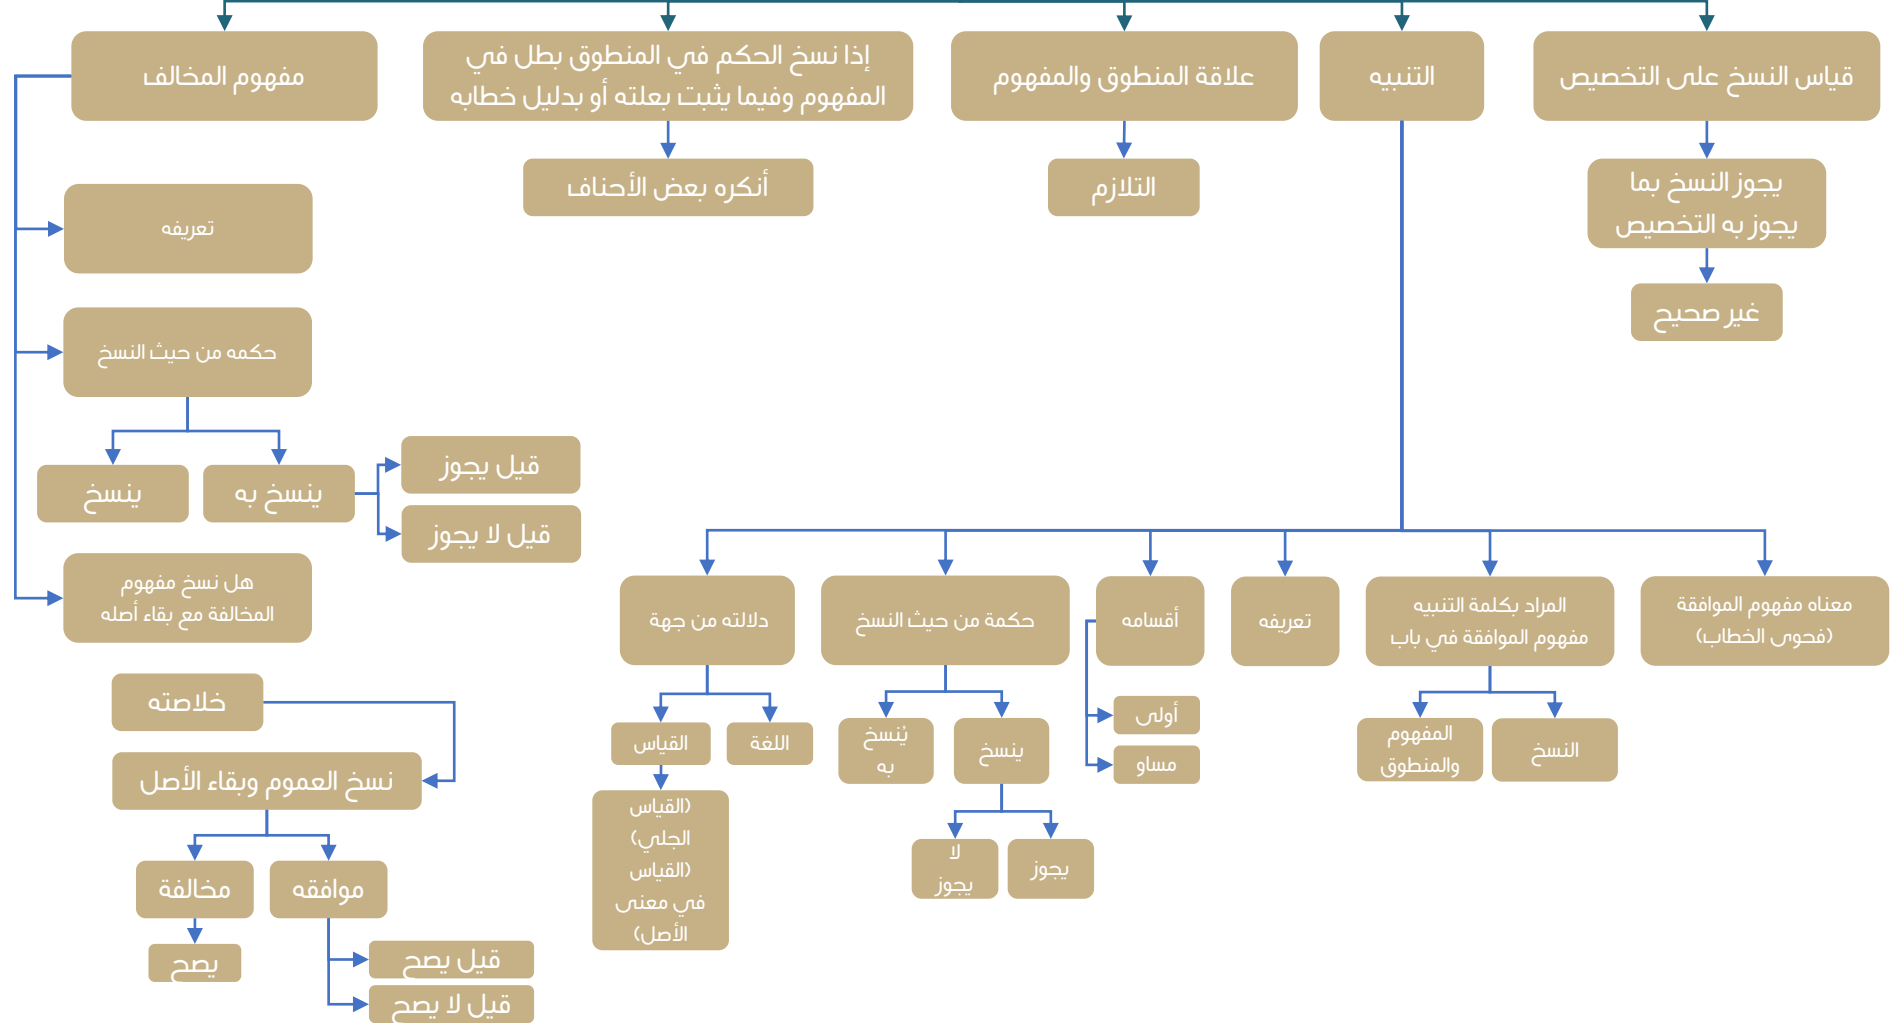 قياس النسخ على التخصيص
التنبيه
علاقة المنطوق والمفهوم
إذا نسخ الحكم في المنطوق بطل في
المفهوم وفيما يثبت بعلته أو بدليل خطابه
مفهوم المخالف
يجوز النسخ بما
يجوز به التخصيص
غير صحيح
التلازم
أنكره بعض الأحناف
تعريفه
حكمه من حيث النسخ
ينسخ به
ينسخ
قيل يجوز
قيل لا يجوز
هل نسخ مفهوم
المخالفة مع بقاء أصله
معناه مفهوم الموافقة
(فحوى الخطاب)
المراد بكلمة التنبيه
مفهوم الموافقة في باب
النسخ
المفهوم
والمنطوق
تعريفه
أقسامه
أولى
مساو
حكمة من حيث النسخ
ينسخ
يُنسخ
به
يجوز
لا
يجوز
دلالته من جهة
اللغة
القياس
(القياس
الجلي)
(القياس
في معنى
الأصل)
خلاصته
نسخ العموم وبقاء الأصل
موافقه
مخالفة
يصح
قيل يصح
قيل لا يصح